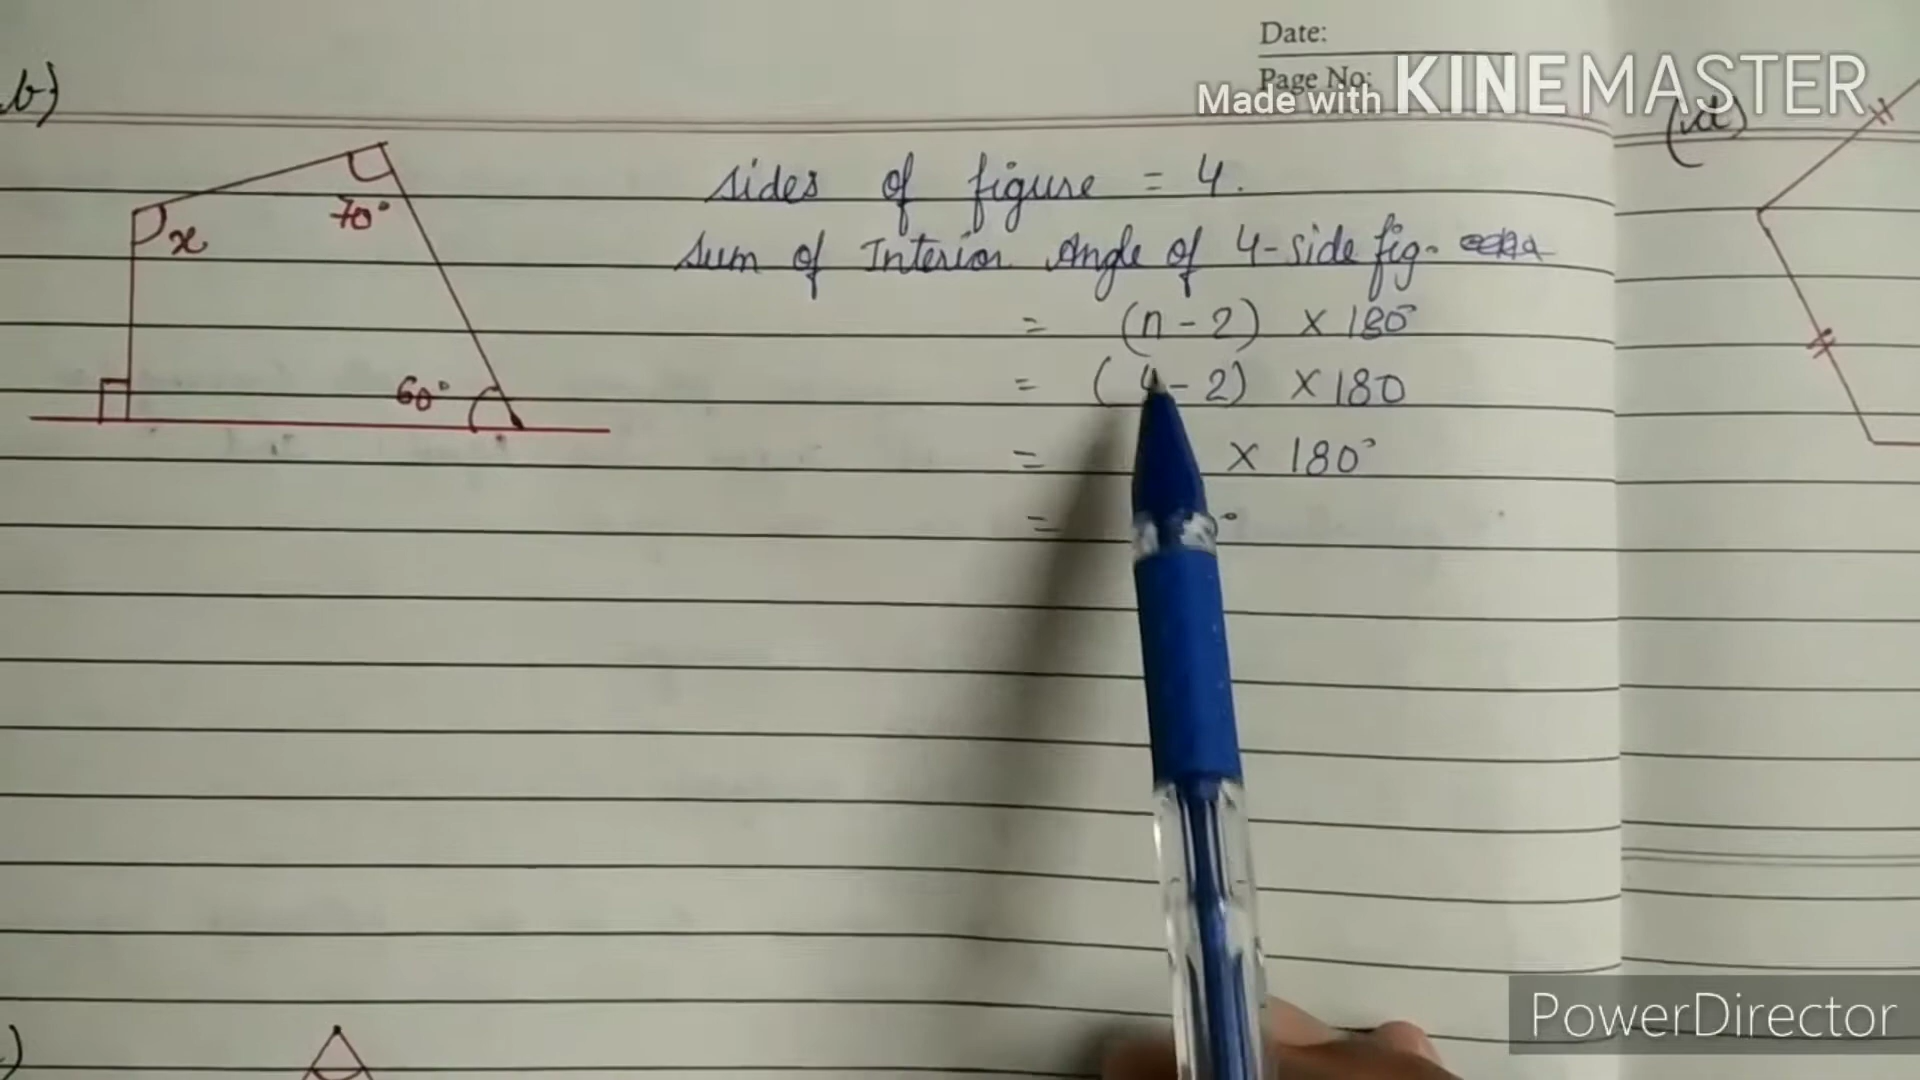 Date:
Page No:
Made with KINEMASTER
b)
x
70°
60°
sides of figure = 4.
sum of Interior Angle of 4-side fig.
= (n - 2) × 180°
= (4 - 2) × 180
= × 180°
= °
)
PowerDirector